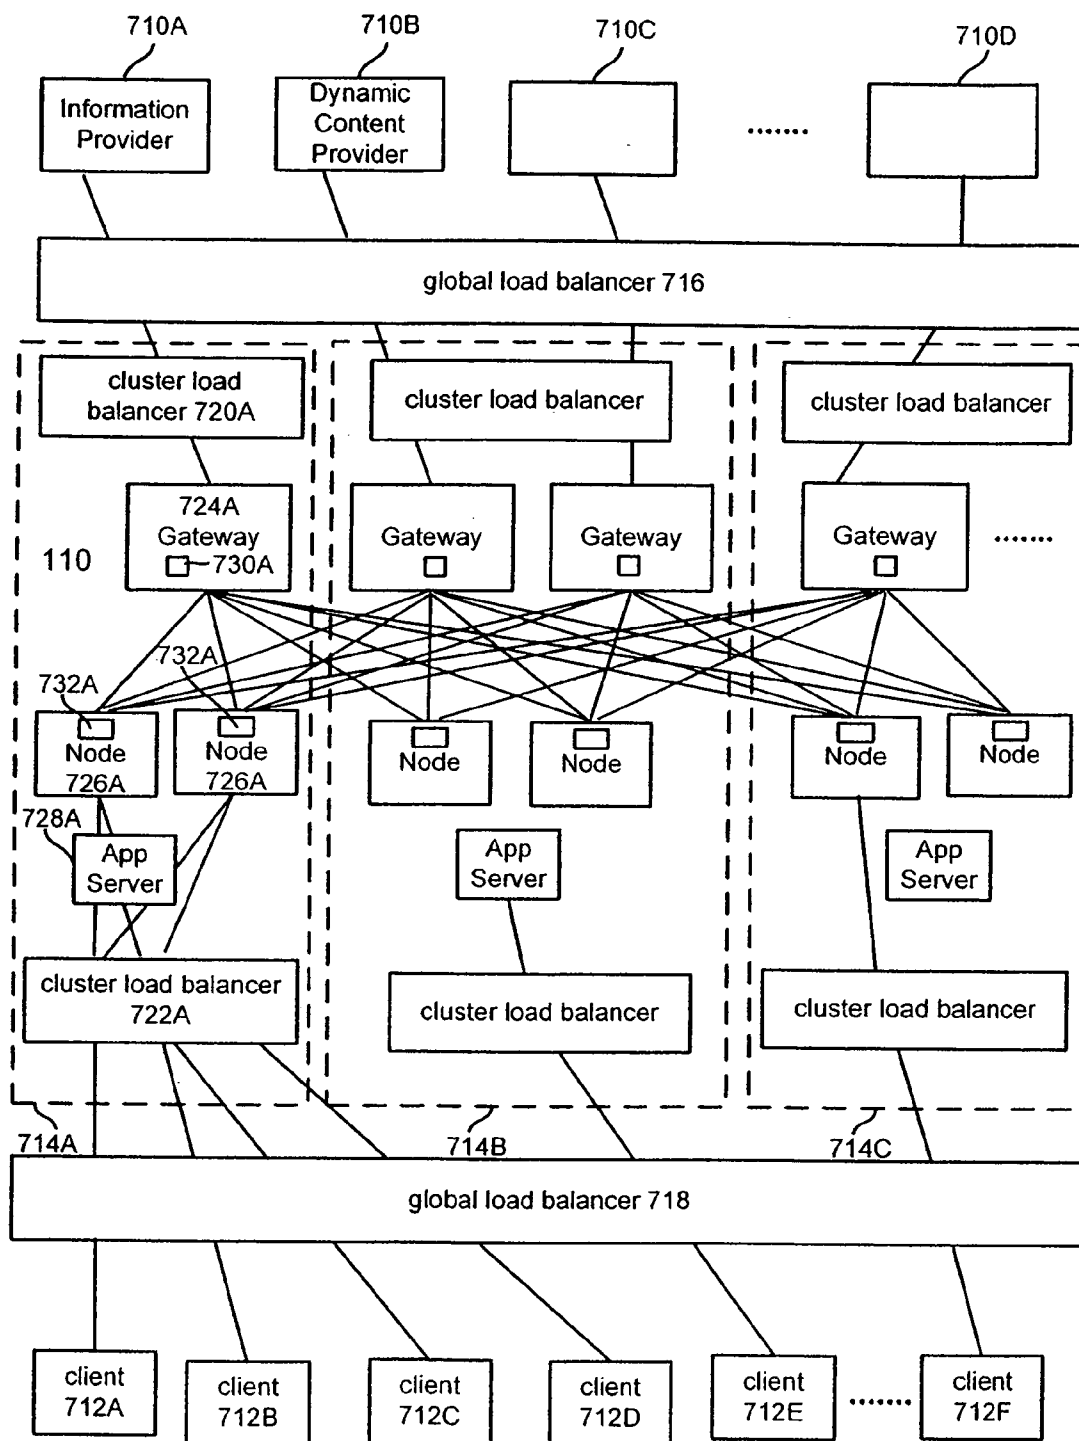 710A
710B
710C
710D
Information
Provider
Dynamic
Content
Provider
.......
global load balancer 716
cluster load
balancer 720A
cluster load balancer
cluster load balancer
110
724A
Gateway
730A
Gateway
Gateway
Gateway
.......
732A
732A
Node
726A
Node
726A
Node
Node
Node
Node
728A
App
Server
App
Server
App
Server
cluster load balancer
722A
cluster load balancer
cluster load balancer
714A
714B
714C
global load balancer 718
client
712A
client
712B
client
712C
client
712D
client
712E
........
client
712F